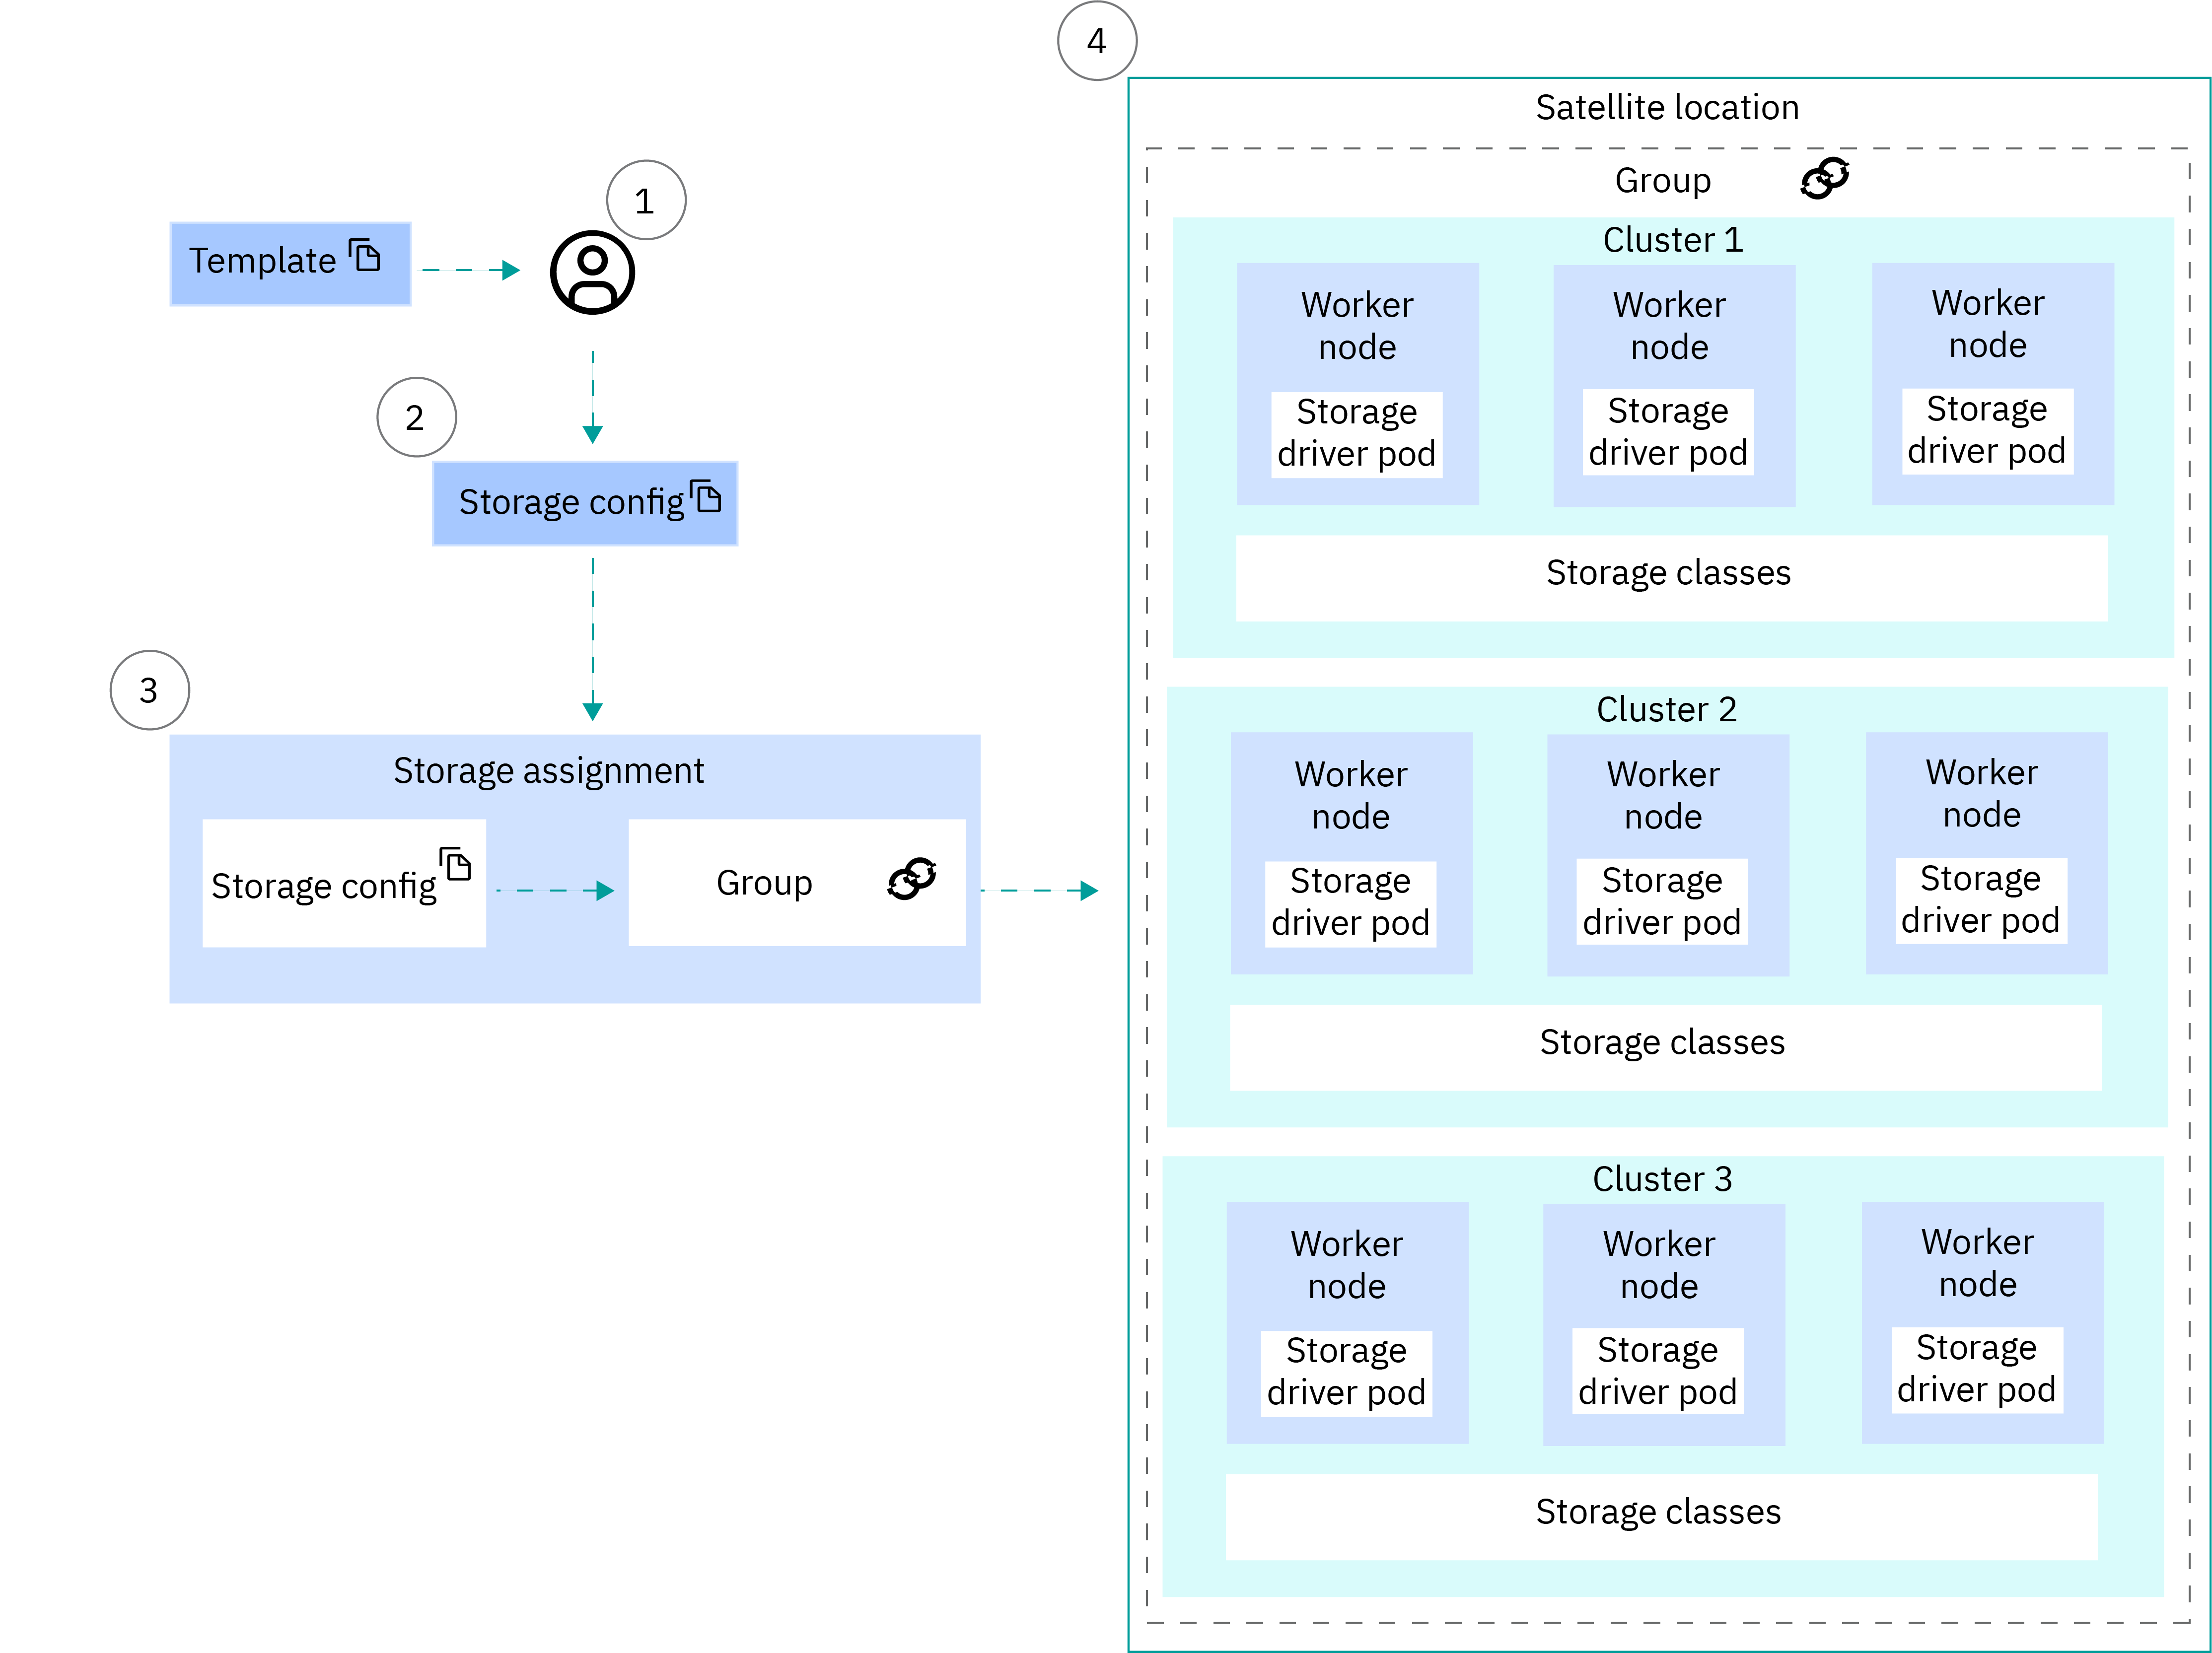 1
Template
2
Storage config
3
Storage assignment
Storage config
Group
4
Satellite location
Group
Cluster 1
Worker
node
Storage
driver pod
Worker
node
Storage
driver pod
Worker
node
Storage
driver pod
Storage classes
Cluster 2
Worker
node
Storage
driver pod
Worker
node
Storage
driver pod
Worker
node
Storage
driver pod
Storage classes
Cluster 3
Worker
node
Storage
driver pod
Worker
node
Storage
driver pod
Worker
node
Storage
driver pod
Storage classes